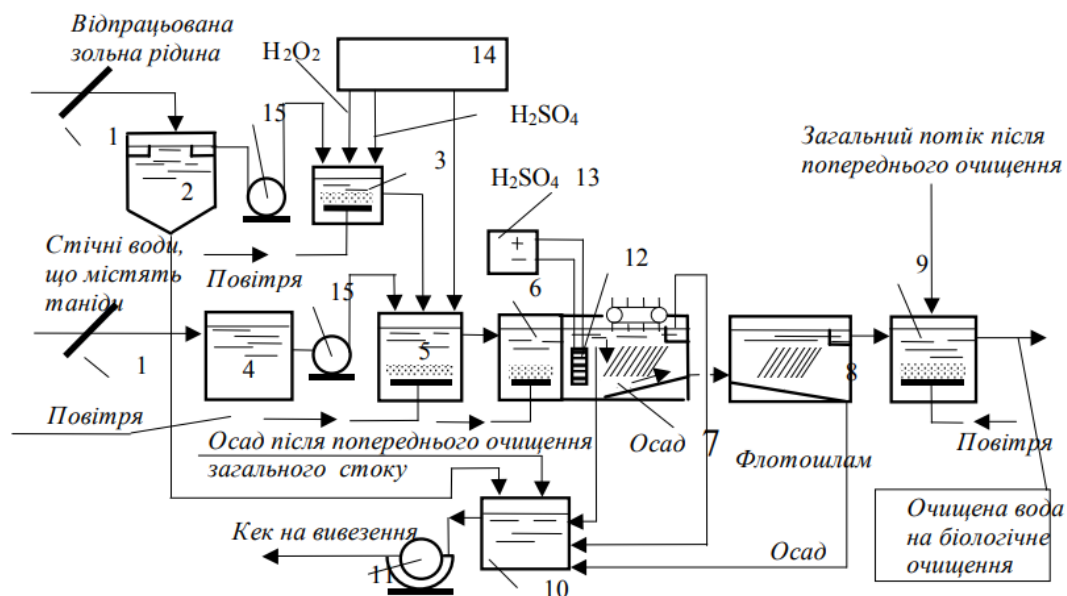 Відпрацьована
зольна рідина
H2O2
14
15
H2SO4
1
2
3
Загальний потік після
попереднього очищення
H2SO4 13
Стічні води,
що містять
таніди
Повітря
15
12
6
9
+
−
1
4
5
8
Повітря
Осад після попереднього очищення
загального стоку
Осад 7
Флотошлам
Повітря
Кек на вивезення
11
10
Осад
Очищена вода
на біологічне
очищення